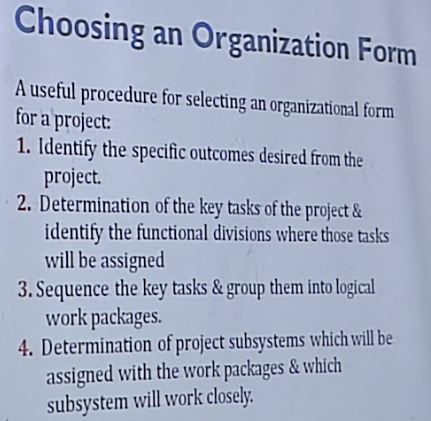 Choosing an Organization Form
A useful procedure for selecting an organizational form
for a project:
1. Identify the specific outcomes desired from the
project.
2. Determination of the key tasks of the project &
identify the functional divisions where those tasks
will be assigned
3. Sequence the key tasks & group them into logical
work packages.
4. Determination of project subsystems which will be
assigned with the work packages & which
subsystem will work closely.